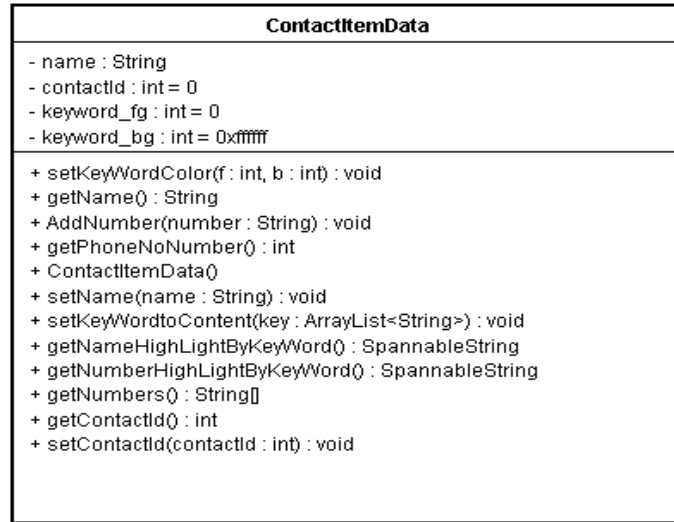 ContactItemData
- name : String
- contactId : int = 0
- keyword_fg : int = 0
- keyword_bg : int = 0xffffff
+ setKeyWordColor(f : int, b : int) : void
+ getName() : String
+ AddNumber(number : String) : void
+ getPhoneNoNumber() : int
+ ContactItemData()
+ setName(name : String) : void
+ setKeyWordtoContent(key : ArrayList<String>) : void
+ getNameHighLightByKeyWord() : SpannableString
+ getNumberHighLightByKeyWord() : SpannableString
+ getNumbers() : String[]
+ getContactId() : int
+ setContactId(contactId : int) : void